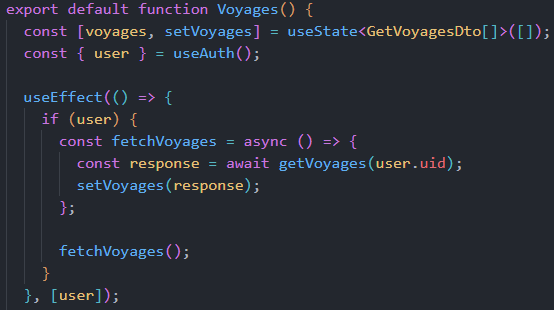 export default function Voyages() {
  const [voyages, setVoyages] = useState<GetVoyagesDto[]>([]);
  const { user } = useAuth();

  useEffect(() => {
    if (user) {
      const fetchVoyages = async () => {
        const response = await getVoyages(user.uid);
        setVoyages(response);
      };

      fetchVoyages();
    }
  }, [user]);